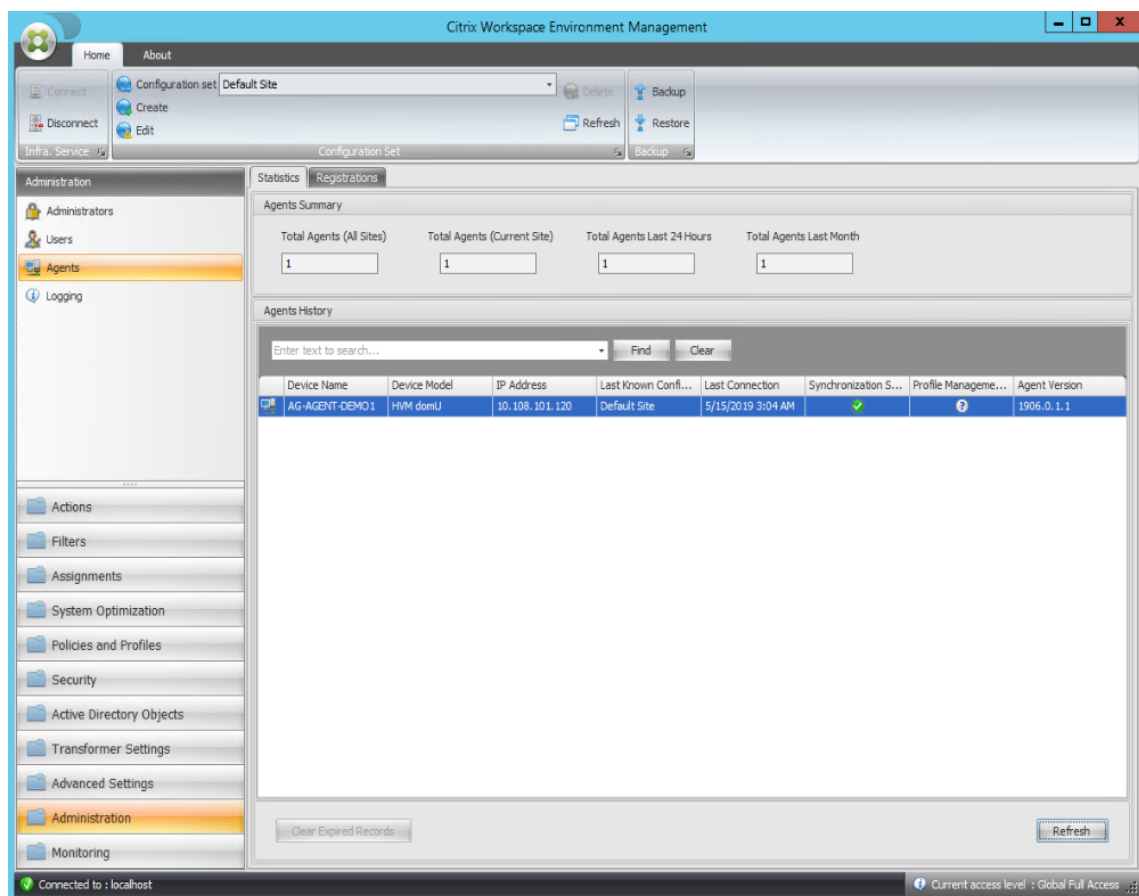 Citrix Workspace Environment Management
Home About
Connect
Disconnect
Infra. Service
Configuration set Default Site
Create
Edit
Delete
Refresh
Configuration Set
Backup
Restore
Backup
Administration
Administrators
Users
Agents
Logging
Actions
Filters
Assignments
System Optimization
Policies and Profiles
Security
Active Directory Objects
Transformer Settings
Advanced Settings
Administration
Monitoring
Statistics Registrations
Agents Summary
Total Agents (All Sites) Total Agents (Current Site) Total Agents Last 24 Hours Total Agents Last Month
1 1 1 1
Agents History
Enter text to search... Find Clear
Device Name Device Model IP Address Last Known Confi... Last Connection Synchronization S... Profile Manageme... Agent Version
AG-AGENT-DEMO1 HVM domU 10.108.101.120 Default Site 5/15/2019 3:04 AM 1906.0.1.1
Clear Expired Records Refresh
Connected to : localhost Current access level : Global Full Access